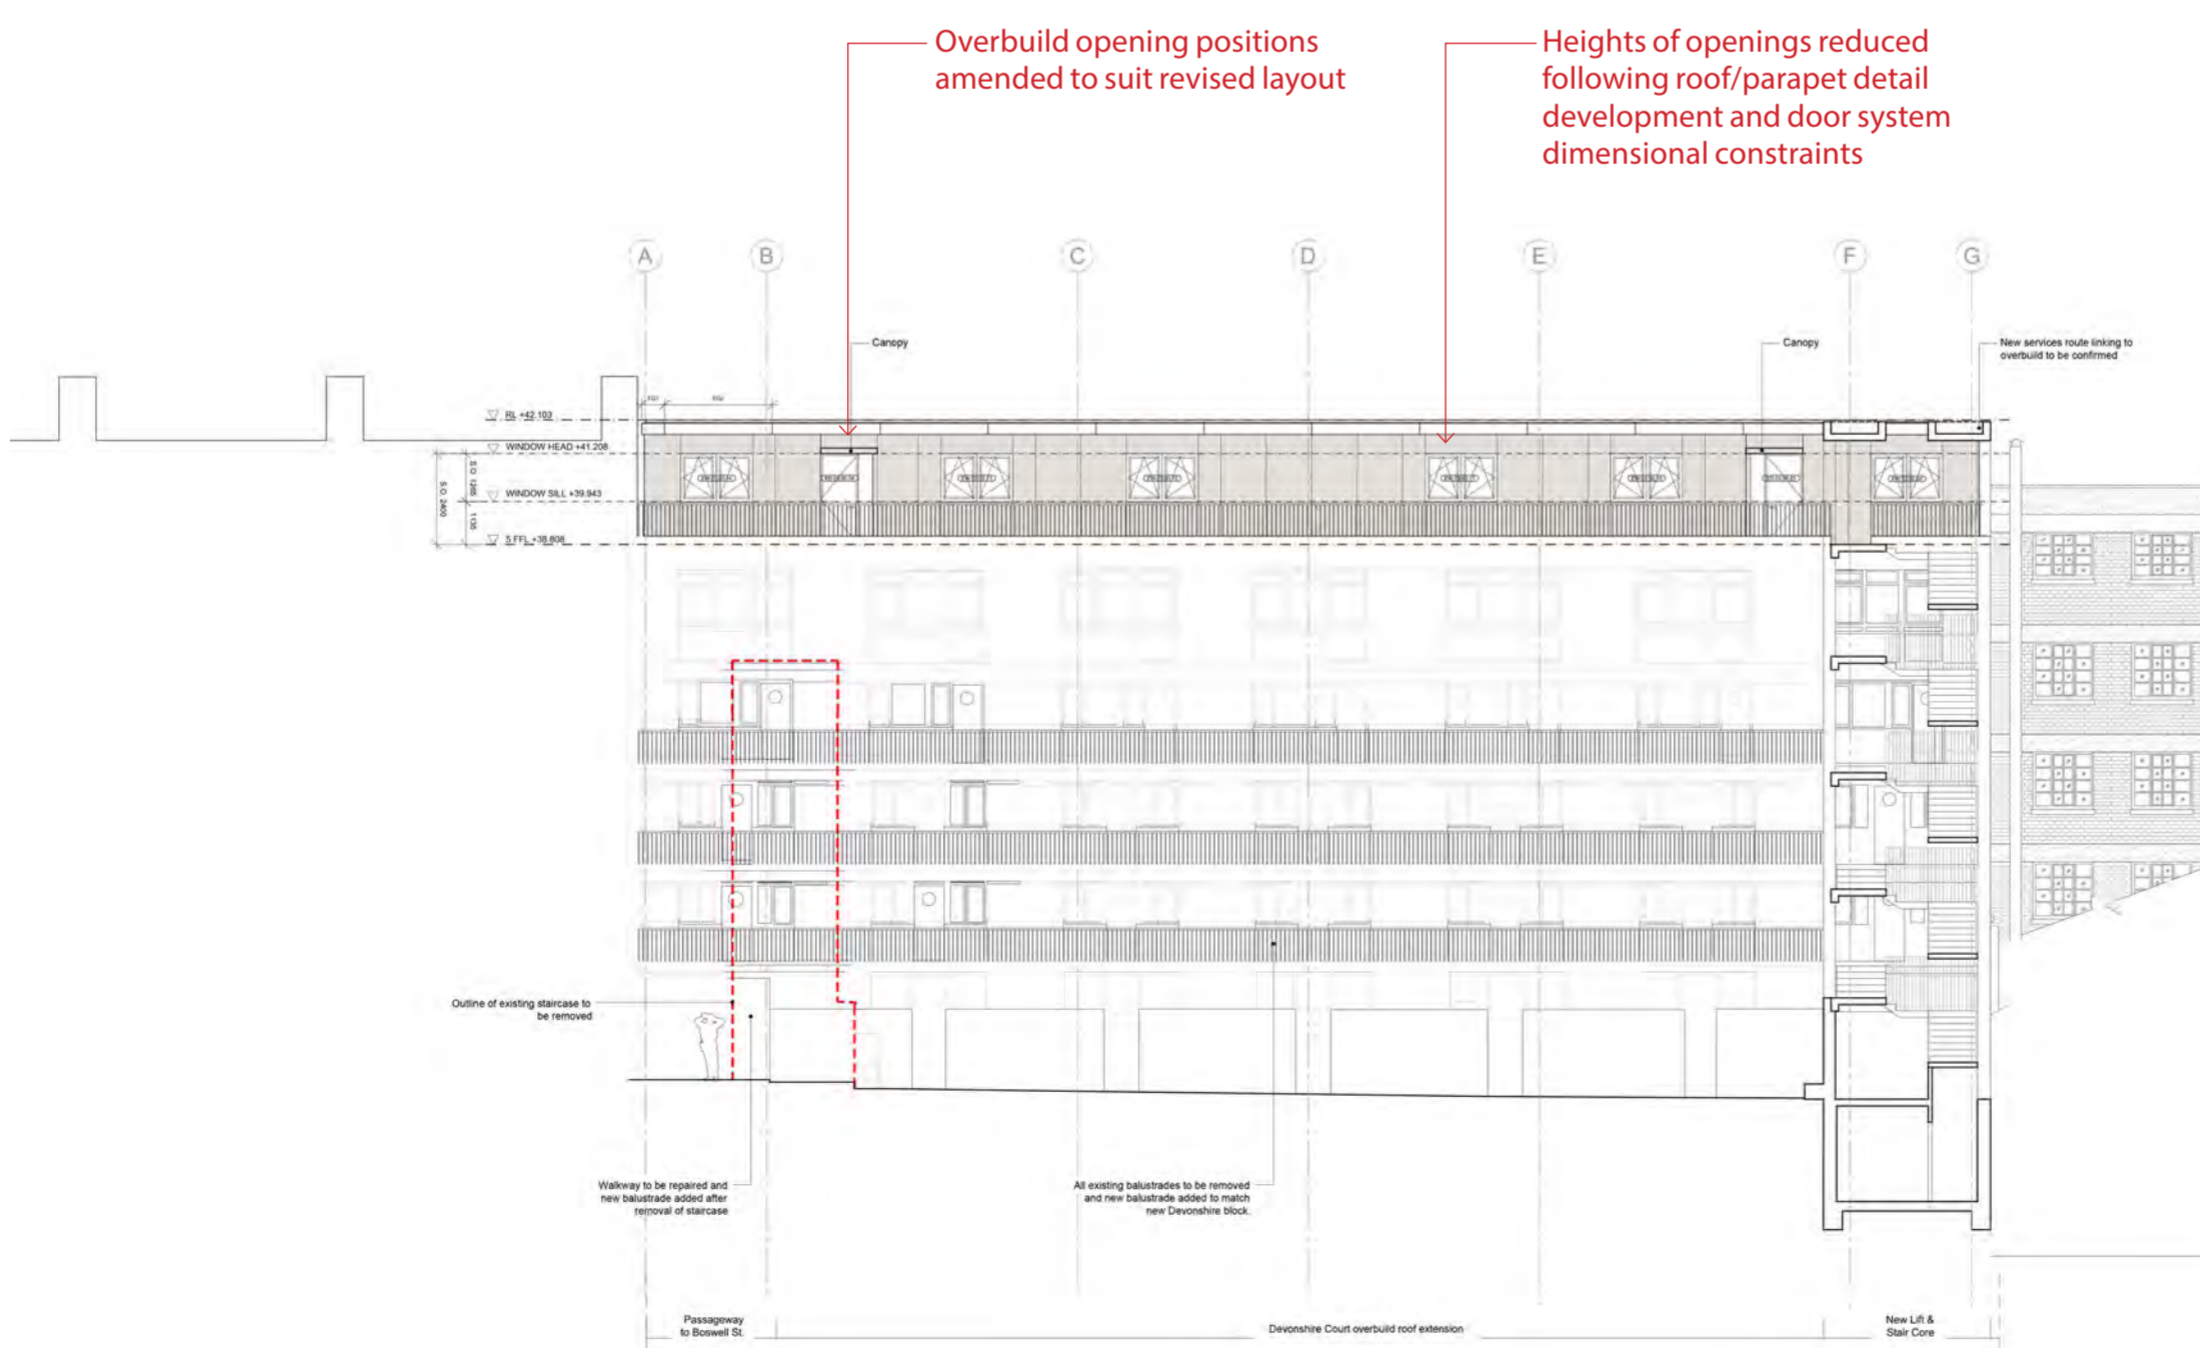 Overbuild opening positions
amended to suit revised layout
Heights of openings reduced
following roof/parapet detail
development and door system
dimensional constraints
A
B
C
D
E
F
G
Canopy
Canopy
New services route linking to
overbuild to be confirmed
RL +42.103
WINDOW HEAD +41.208
WINDOW SILL +39.943
5 FFL +38.808
S.O. 2400
S.O. 1265
1135
Outline of existing staircase to
be removed
Walkway to be repaired and
new balustrade added after
removal of staircase
All existing balustrades to be removed
and new balustrade added to match
new Devonshire block.
Passageway
to Boswell St.
Devonshire Court overbuild roof extension
New Lift &
Stair Core